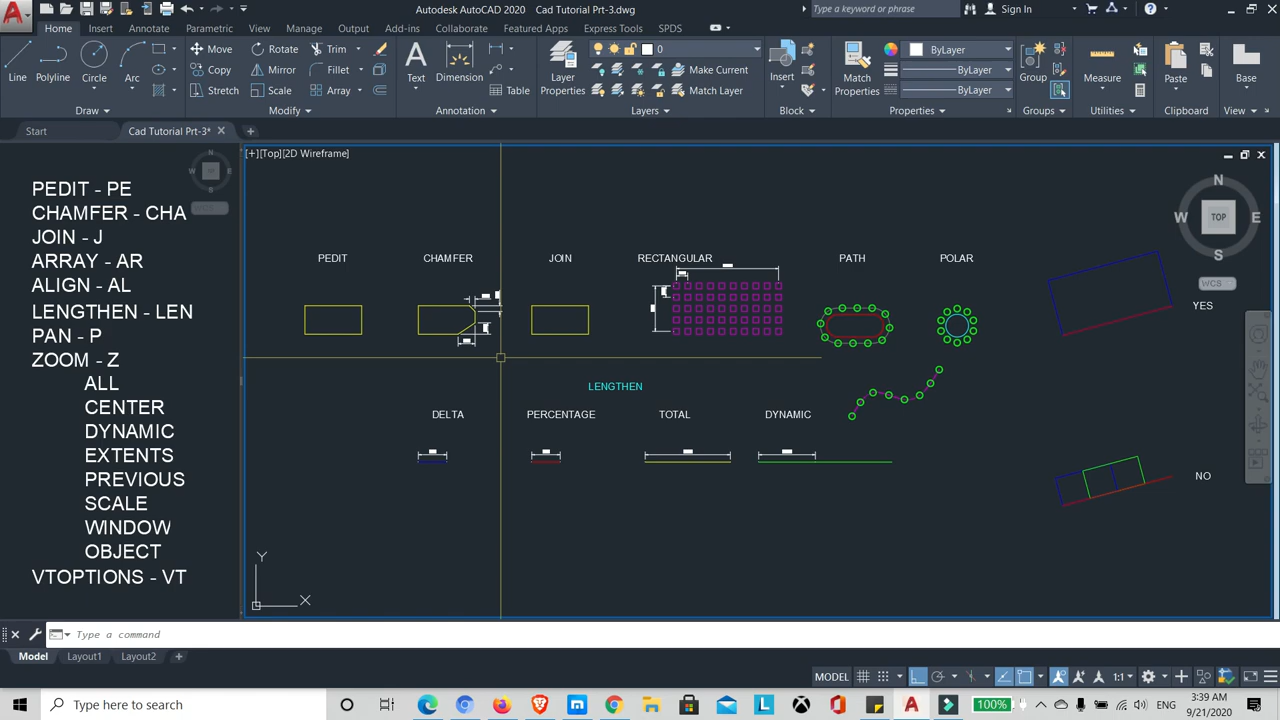 Autodesk AutoCAD 2020 Cad Tutorial Prt-3.dwg
Type a keyword or phrase
Sign In
Home Insert Annotate Parametric View Manage Output Add-ins Collaborate Featured Apps Express Tools SPDS
Line Polyline Circle Arc
Move Rotate Trim
Copy Mirror Fillet
Stretch Scale Array
Text Dimension Table
Layer Properties
0
Make Current
Match Layer
Insert
Match Properties
ByLayer
ByLayer
ByLayer
Group
Measure
Paste
Base
Draw Modify Annotation Layers Block Properties Groups Utilities Clipboard View
Start
Cad Tutorial Prt-3*
[+][Top][2D Wireframe]
PEDIT - PE
CHAMFER - CHA
JOIN - J
ARRAY - AR
ALIGN - AL
LENGTHEN - LEN
PAN - P
ZOOM - Z
ALL
CENTER
DYNAMIC
EXTENTS
PREVIOUS
SCALE
WINDOW
OBJECT
VTOPTIONS - VT
N
W TOP E
S
WCS
N
W E
S
PEDIT CHAMFER JOIN RECTANGULAR PATH POLAR
YES
LENGTHEN
DELTA PERCENTAGE TOTAL DYNAMIC
NO
Y
X
Type a command
Model Layout1 Layout2
MODEL
1:1
Type here to search
100%
ENG
3:39 AM
9/21/2020